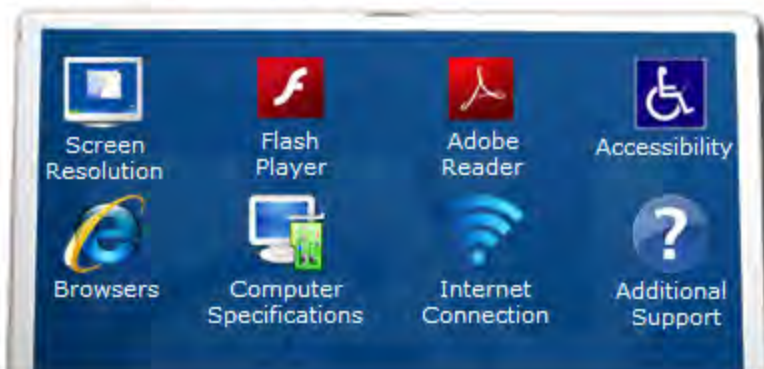 Screen
Resolution
Flash
Player
Adobe
Reader
Accessibility
Browsers
Computer
Specifications
Internet
Connection
Additional
Support